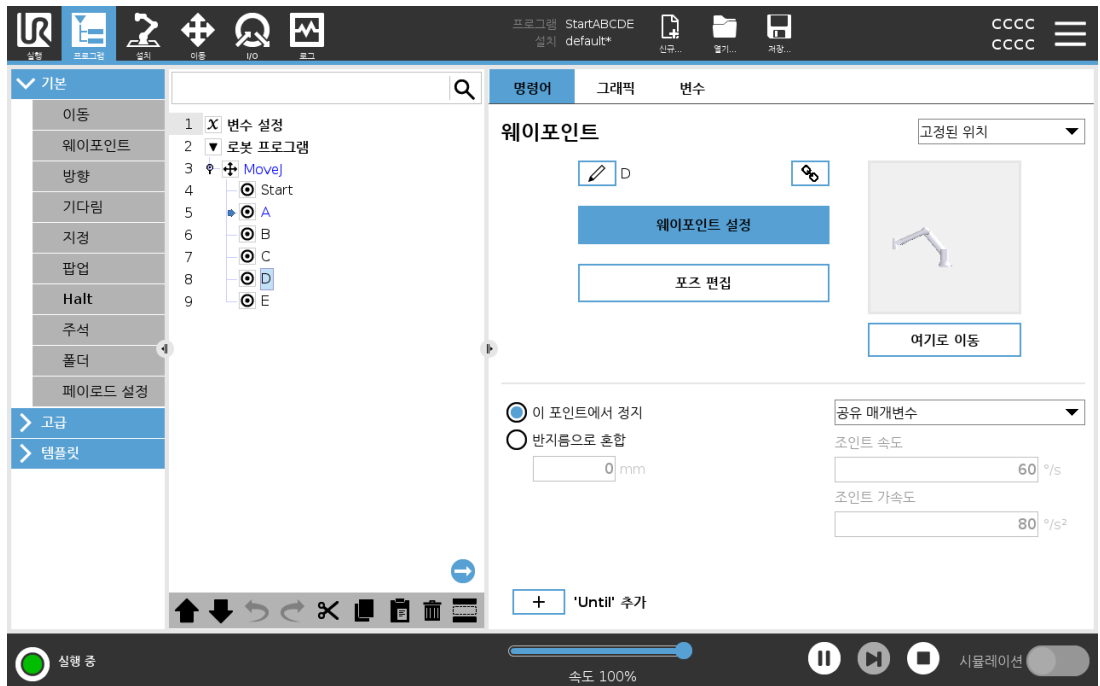 UR
실행
프로그램
설치
이동
I/O
로그
프로그램 StartABCDE
설치 default*
신규...
열기...
저장...
CCCC
CCCC
기본
이동
웨이포인트
방향
기다림
지정
팝업
Halt
주석
폴더
페이로드 설정
고급
템플릿
1 x 변수 설정
2 로봇 프로그램
3 MoveJ
4 Start
5 A
6 B
7 C
8 D
9 E
명령어
그래픽
변수
웨이포인트
고정된 위치
D
웨이포인트 설정
포즈 편집
여기로 이동
이 포인트에서 정지
반지름으로 혼합
0 mm
공유 매개변수
조인트 속도
60 °/s
조인트 가속도
80 °/s²
+ 'Until' 추가
실행 중
속도 100%
시뮬레이션